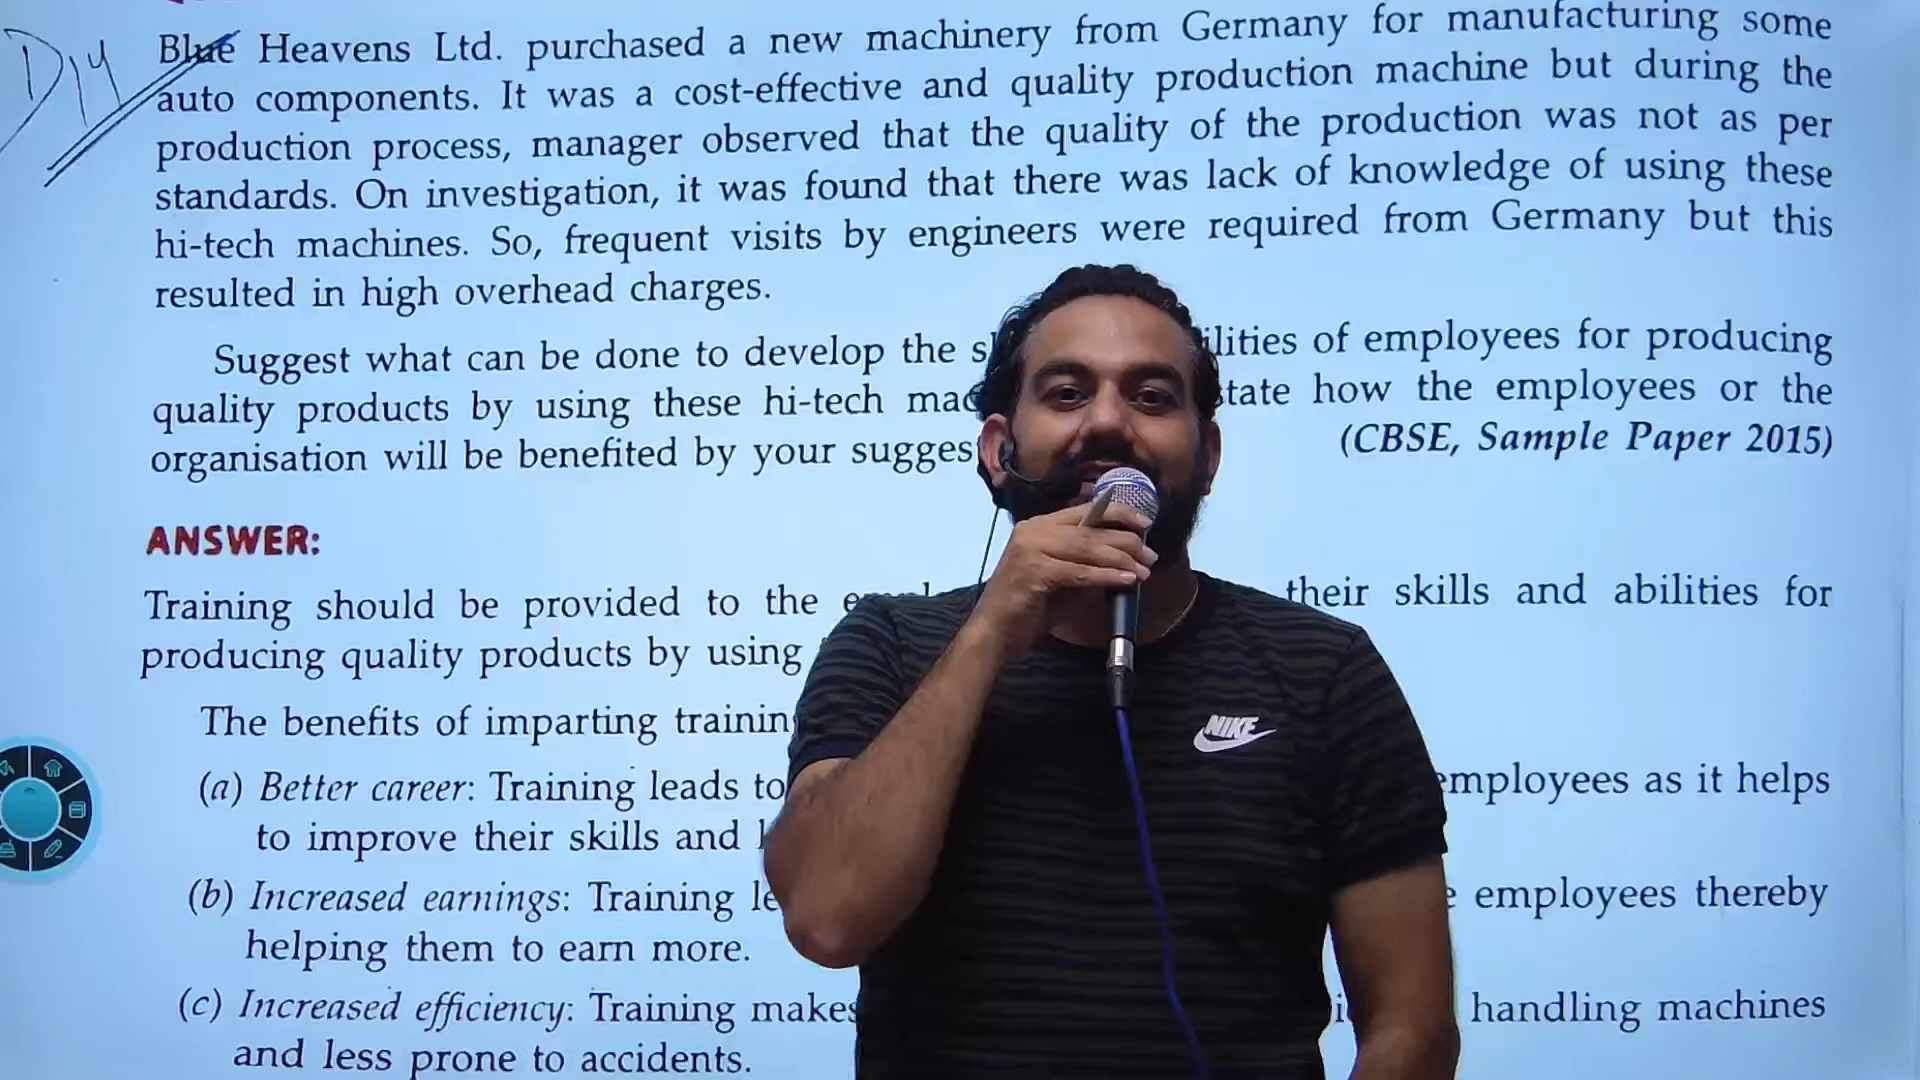 DIY
Blue Heavens Ltd. purchased a new machinery from Germany for manufacturing some
auto components. It was a cost-effective and quality production machine but during the
production process, manager observed that the quality of the production was not as per
standards. On investigation, it was found that there was lack of knowledge of using these
hi-tech machines. So, frequent visits by engineers were required from Germany but this
resulted in high overhead charges.
Suggest what can be done to develop the of employees for producing
quality products by using these hi-tech how the employees or the
organisation will be benefited by your
(CBSE, Sample Paper 2015)
ANSWER:
Training should be provided to the their skills and abilities for
producing quality products by using
The benefits of imparting
(a) Better career: Training leads to employees as it helps
to improve their skills and
(b) Increased earnings: Training employees thereby
helping them to earn more.
(c) Increased efficiency: Training makes handling machines
and less prone to accidents.
NIKE